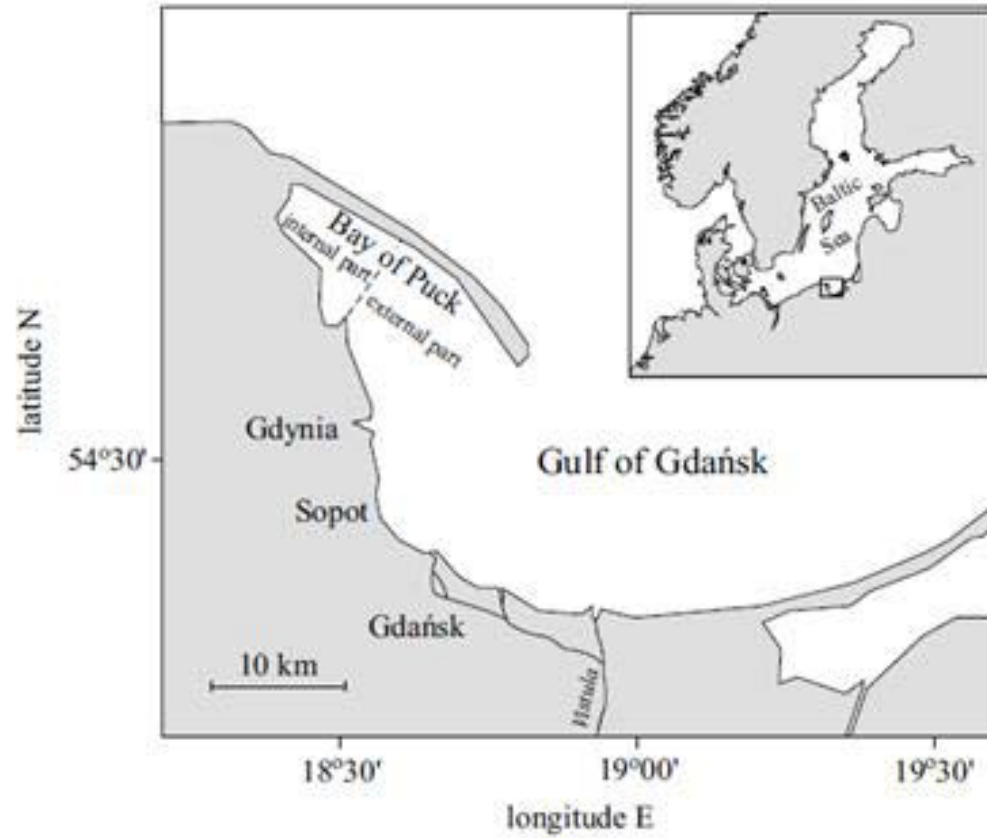 Baltic
Sea
Bay of Puck
internal part
external part
latitude N
Gdynia
54°30'
Gulf of Gdańsk
Sopot
Gdańsk
10 km
Vistula
18°30'
19°00'
19°30'
longitude E